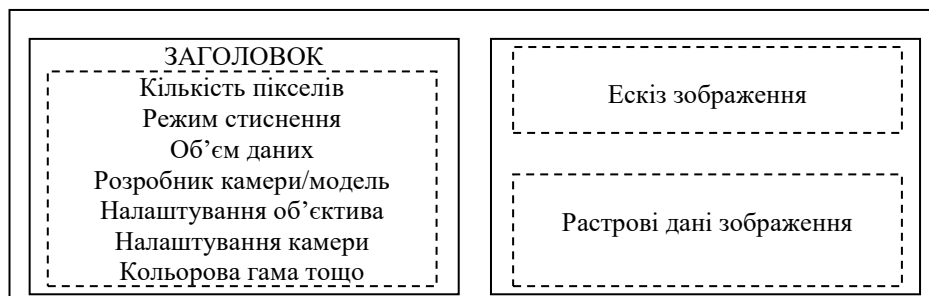 ЗАГОЛОВОК
Кількість пікселів
Режим стиснення
Об’єм даних
Розробник камери/модель
Налаштування об’єктива
Налаштування камери
Кольорова гама тощо
Ескіз зображення
Растрові дані зображення